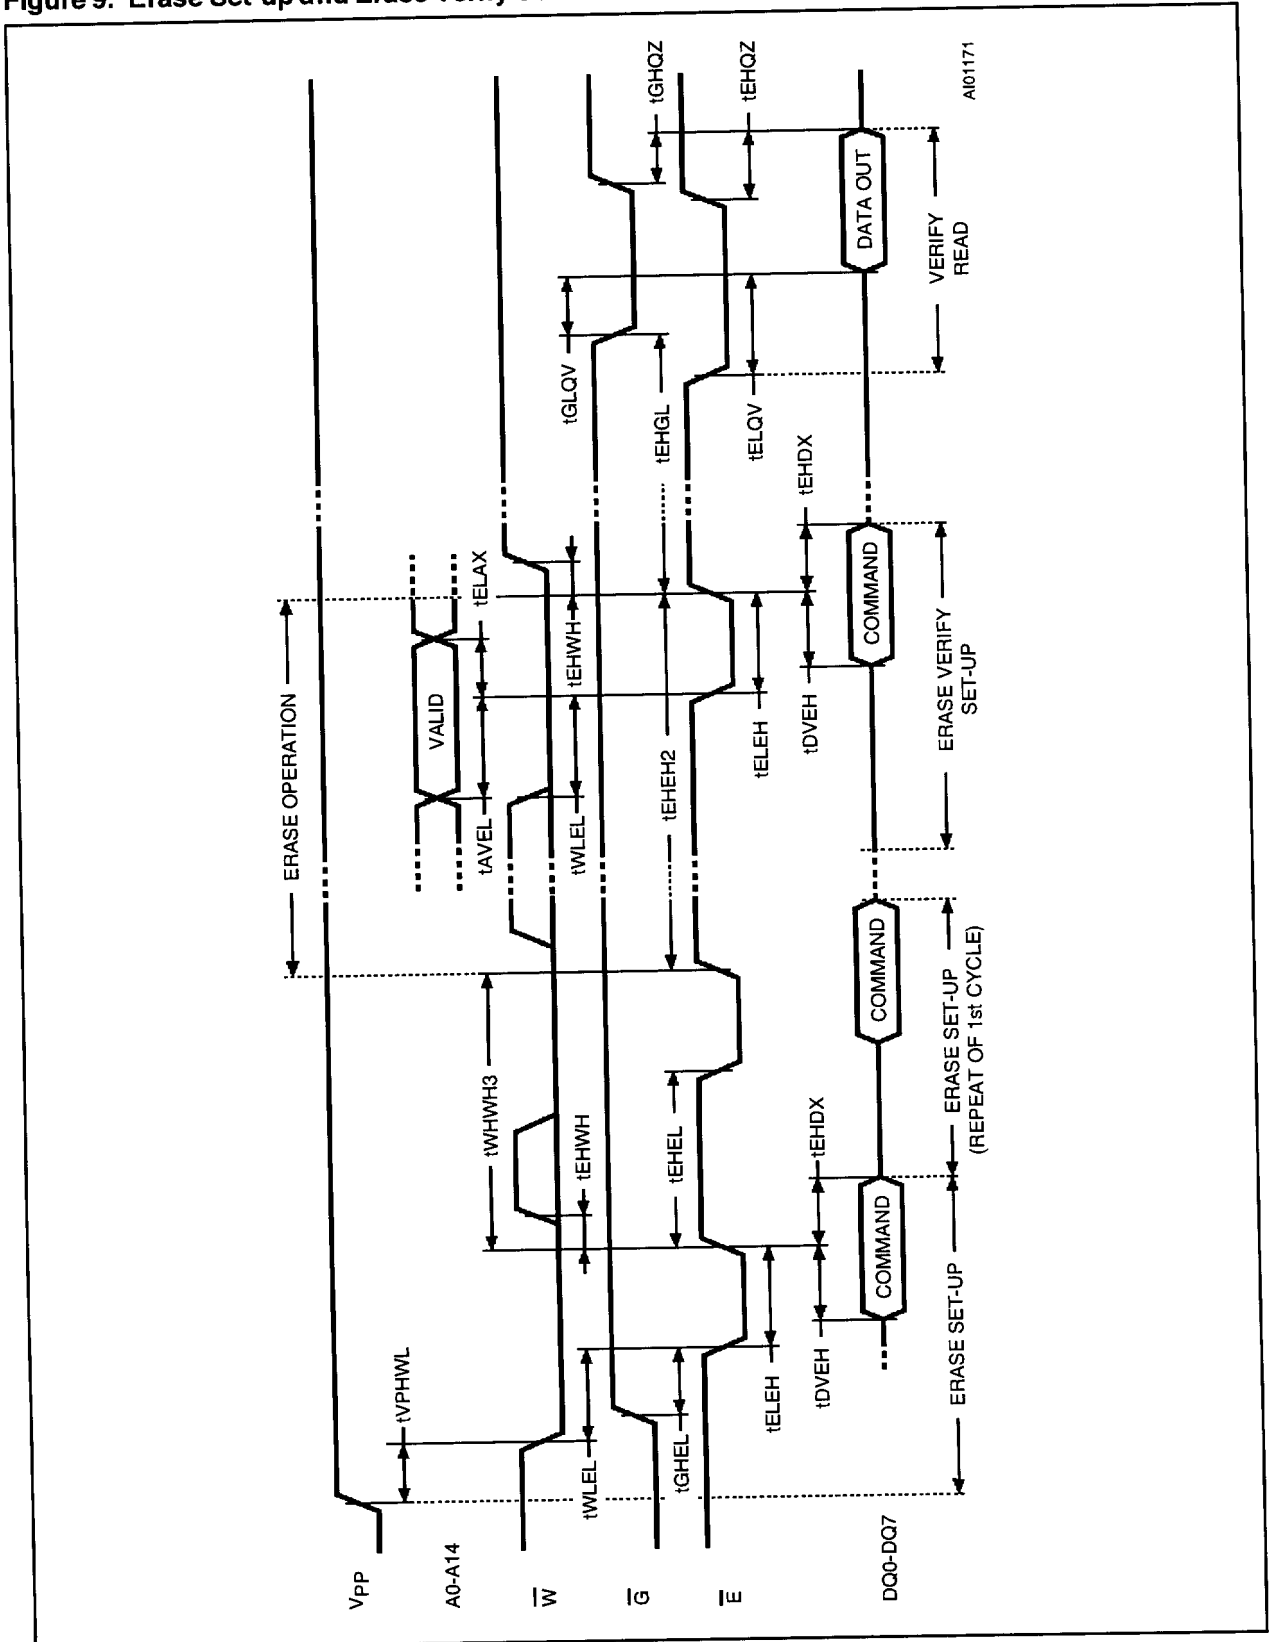 Figure 9. Erase Set-up and Erase Verify
VPP
A0-A14
W
G
E
DQ0-DQ7
tVPHWL
ERASE OPERATION
VALID
tAVEL
tELAX
tWHWH3
tWLEL
tEHWH
tWLEL
tEHWH
tGLQV
tGHEL
tEHEL
tEHEH2
tEHGL
tGHQZ
tELEH
tELEH
tELQV
tEHQZ
tDVEH
tEHDX
tDVEH
tEHDX
COMMAND
COMMAND
COMMAND
DATA OUT
ERASE SET-UP
ERASE SET-UP
(REPEAT OF 1st CYCLE)
ERASE VERIFY
SET-UP
VERIFY
READ
AI01171